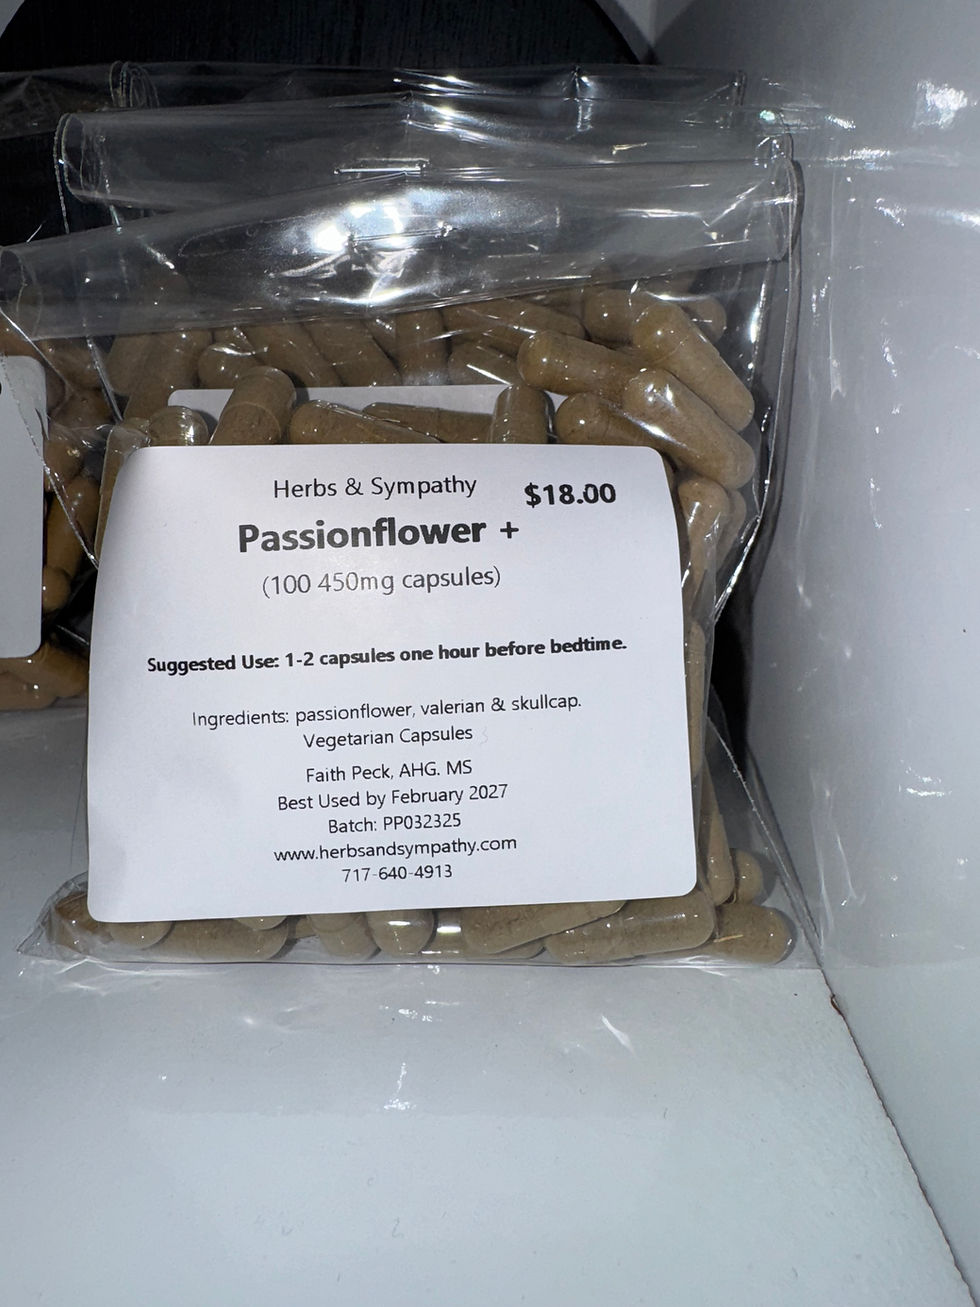 Herbs & Sympathy
$18.00
Passionflower +
(100 450mg capsules)
Suggested Use: 1-2 capsules one hour before bedtime.
Ingredients: passionflower, valerian & skullcap.
Vegetarian Capsules
Faith Peck, AHG. MS
Best Used by February 2027
Batch: PP032325
www.herbsandsympathy.com
717-640-4913